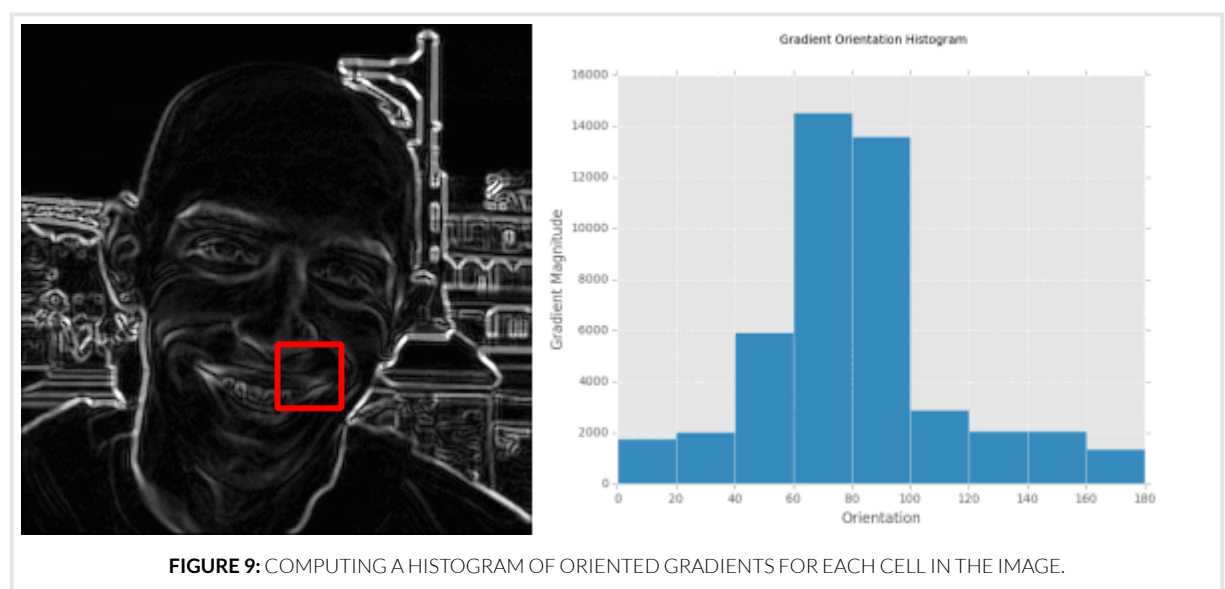 Gradient Orientation Histogram
16000
14000
12000
10000
8000
6000
4000
2000
0
Gradient Magnitude
0 20 40 60 80 100 120 140 160 180
Orientation
FIGURE 9: COMPUTING A HISTOGRAM OF ORIENTED GRADIENTS FOR EACH CELL IN THE IMAGE.